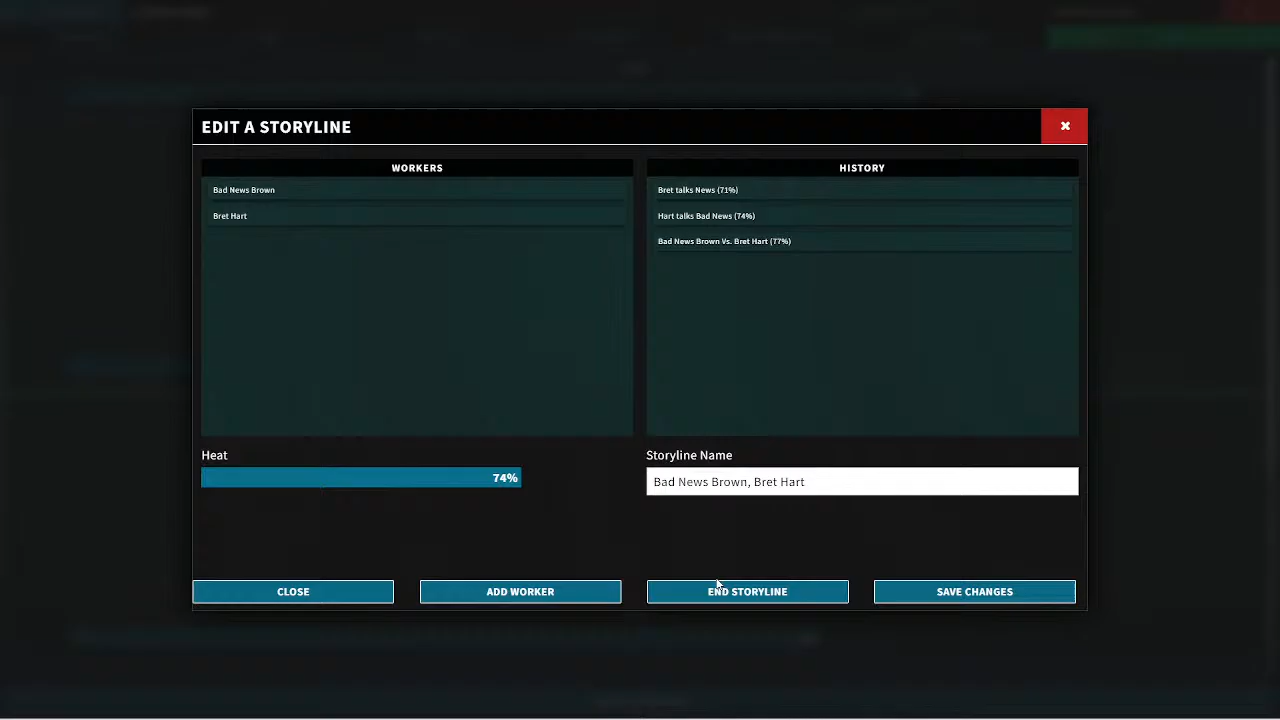 EDIT A STORYLINE
WORKERS
Bad News Brown
Bret Hart
HISTORY
Bret talks News (71%)
Hart talks Bad News (74%)
Bad News Brown Vs. Bret Hart (77%)
Heat
74%
Storyline Name
Bad News Brown, Bret Hart
CLOSE
ADD WORKER
END STORYLINE
SAVE CHANGES